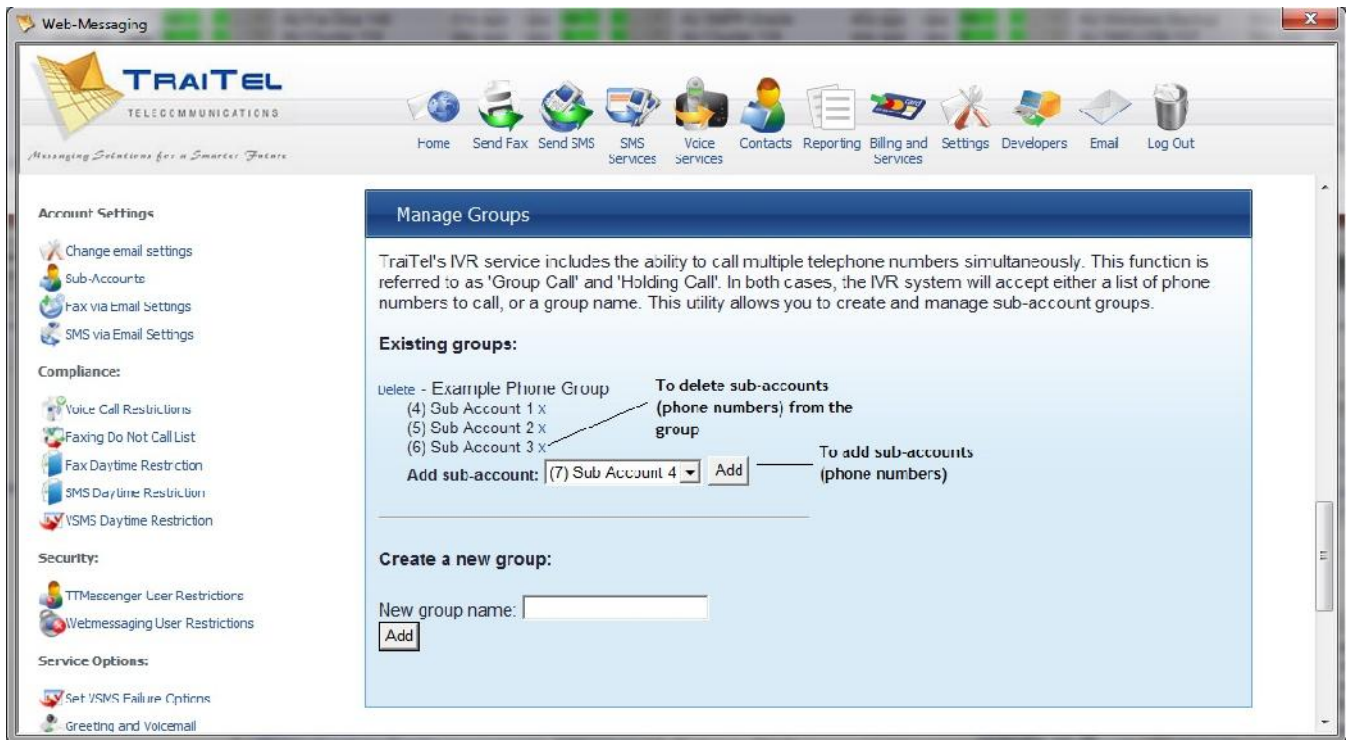 Web-Messaging
TRAITEL
TELECCMMUNICATIONS
Messaging Solutions for a Smarter Future
Home
Send Fax
Send SMS
SMS Services
Voice Services
Contacts
Reporting
Billing and Services
Settings
Developers
Email
Log Out
Account Settings
Change email settings
Sub-Accounts
Fax via Email Settings
SMS via Email Settings
Compliance:
Voice Call Restrictions
Faxing Do Not Call List
Fax Daytime Restriction
SMS Daytime Restriction
VSMS Daytime Restriction
Security:
TTMessenger User Restrictions
Webmessaging User Restrictions
Service Options:
Set VSMS Failure Options
Greeting and Voicemail
Manage Groups
TraiTel's IVR service includes the ability to call multiple telephone numbers simultaneously. This function is
referred to as 'Group Call' and 'Holding Call'. In both cases, the IVR system will accept either a list of phone
numbers to call, or a group name. This utility allows you to create and manage sub-account groups.
Existing groups:
Delete - Example Phone Group
(4) Sub Account 1 x
(5) Sub Account 2 x
(6) Sub Account 3 x
Add sub-account: (7) Sub Account 4 Add
To delete sub-accounts
(phone numbers) from the
group
To add sub-accounts
(phone numbers)
Create a new group:
New group name:
Add